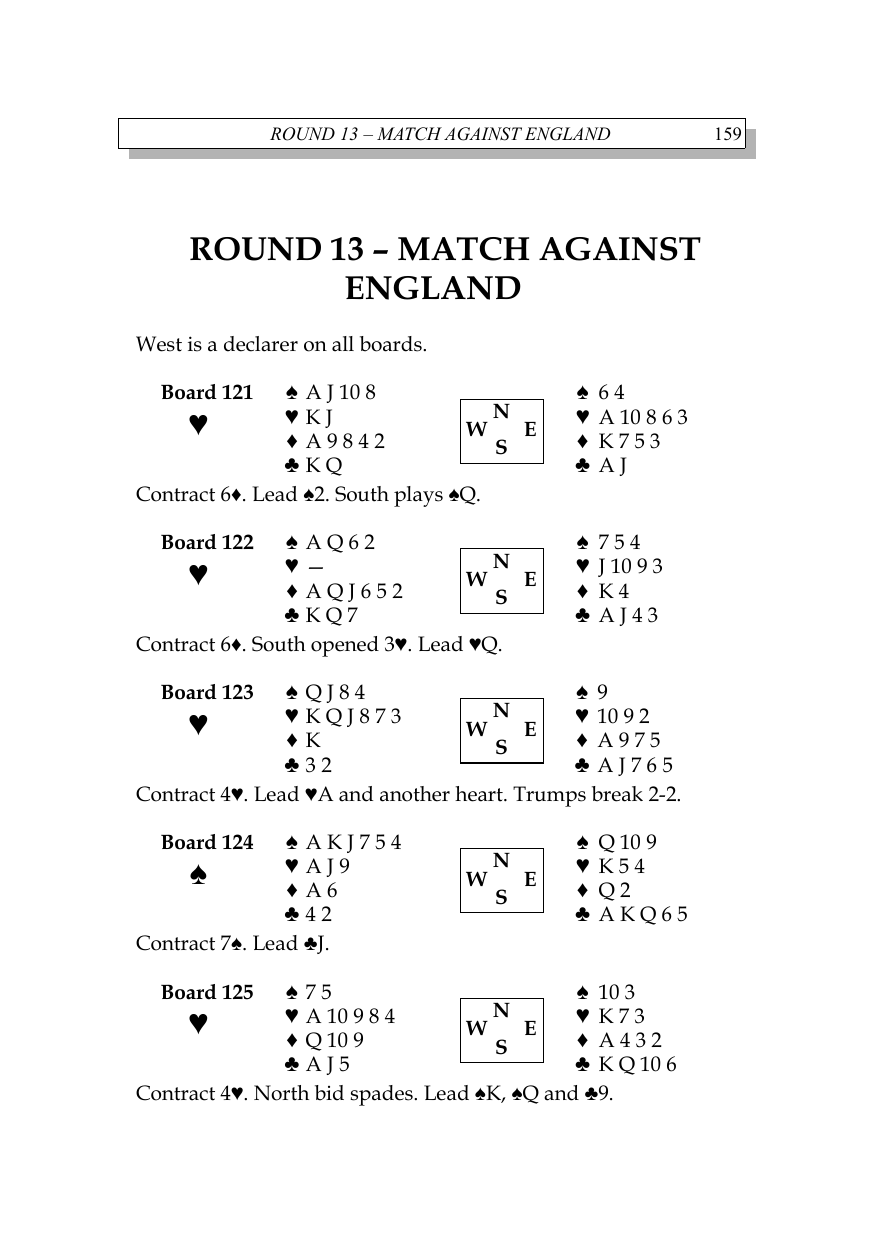 ROUND 13 – MATCH AGAINST ENGLAND 159
ROUND 13 – MATCH AGAINST
ENGLAND
West is a declarer on all boards.
Board 121 ♠ A J 10 8 N ♠ 6 4
♥ ♥ K J W E ♥ A 10 8 6 3
♦ A 9 8 4 2 S ♦ K 7 5 3
♣ K Q ♣ A J
Contract 6♦. Lead ♠2. South plays ♠Q.
Board 122 ♠ A Q 6 2 N ♠ 7 5 4
♥ ♥ — W E ♥ J 10 9 3
♦ A Q J 6 5 2 S ♦ K 4
♣ K Q 7 ♣ A J 4 3
Contract 6♦. South opened 3♥. Lead ♥Q.
Board 123 ♠ Q J 8 4 N ♠ 9
♥ ♥ K Q J 8 7 3 W E ♥ 10 9 2
♦ K S ♦ A 9 7 5
♣ 3 2 ♣ A J 7 6 5
Contract 4♥. Lead ♥A and another heart. Trumps break 2-2.
Board 124 ♠ A K J 7 5 4 N ♠ Q 10 9
♠ ♥ A J 9 W E ♥ K 5 4
♦ A 6 S ♦ Q 2
♣ 4 2 ♣ A K Q 6 5
Contract 7♠. Lead ♣J.
Board 125 ♠ 7 5 N ♠ 10 3
♥ ♥ A 10 9 8 4 W E ♥ K 7 3
♦ Q 10 9 S ♦ A 4 3 2
♣ A J 5 ♣ K Q 10 6
Contract 4♥. North bid spades. Lead ♠K, ♠Q and ♣9.